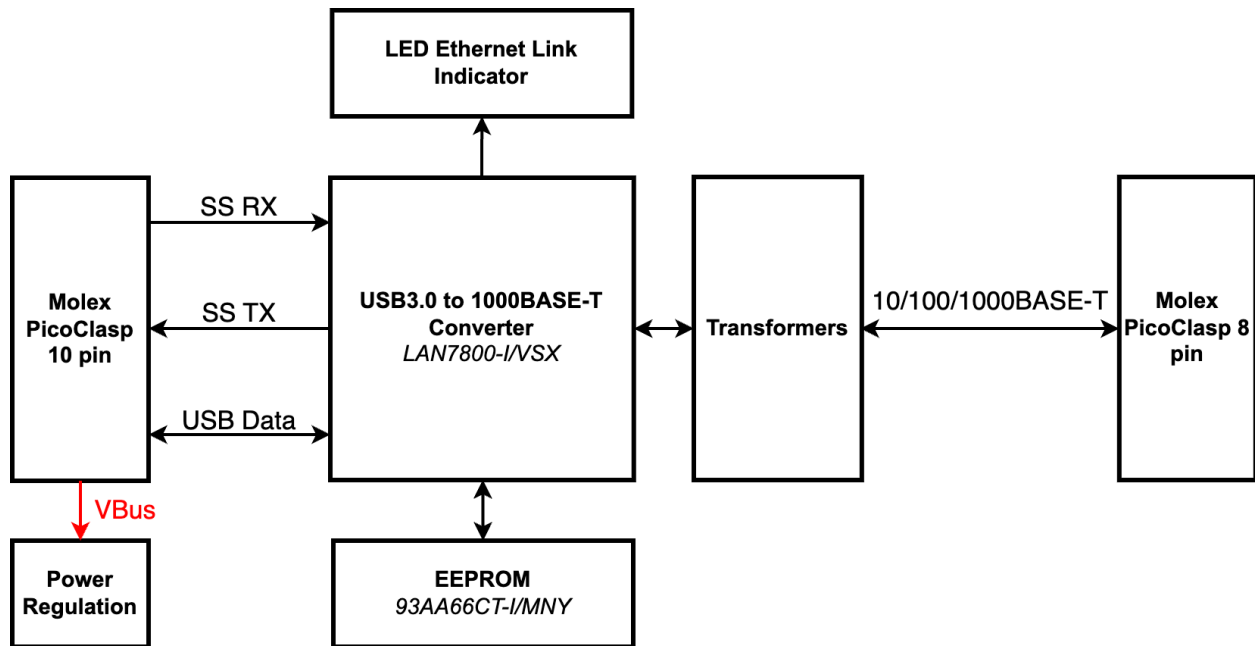 LED Ethernet Link
Indicator
Molex
PicoClasp
10 pin
SS RX
SS TX
USB Data
USB3.0 to 1000BASE-T
Converter
LAN7800-I/VSX
Transformers
10/100/1000BASE-T
Molex
PicoClasp 8
pin
VBus
Power
Regulation
EEPROM
93AA66CT-I/MNY